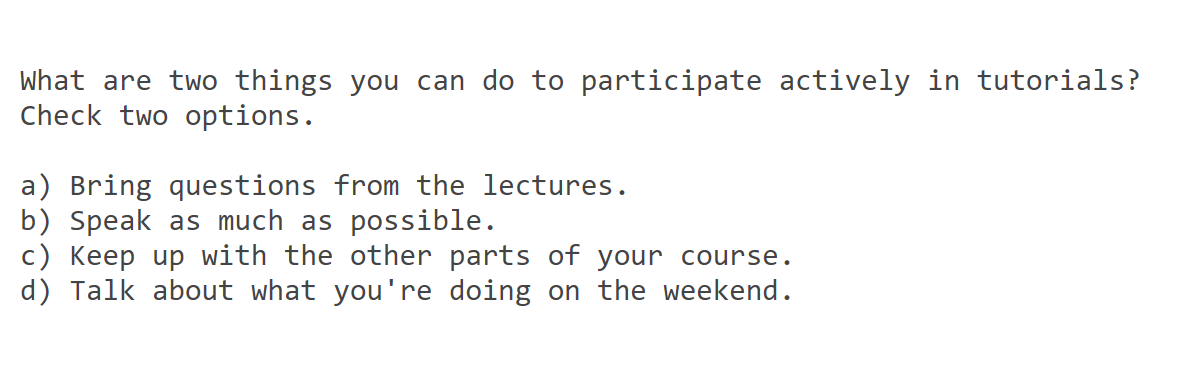 What are two things you can do to participate actively in tutorials?
Check two options.
a) Bring questions from the lectures.
b) Speak as much as possible.
c) Keep up with the other parts of your course.
d) Talk about what you're doing on the weekend.